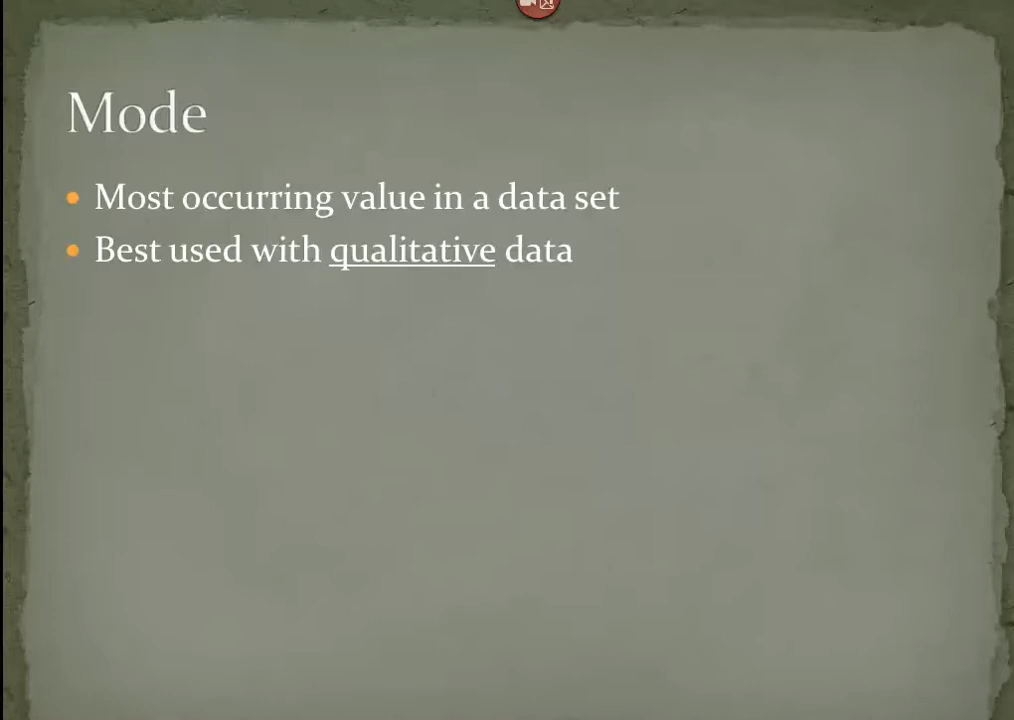 Mode
Most occurring value in a data set
Best used with qualitative data